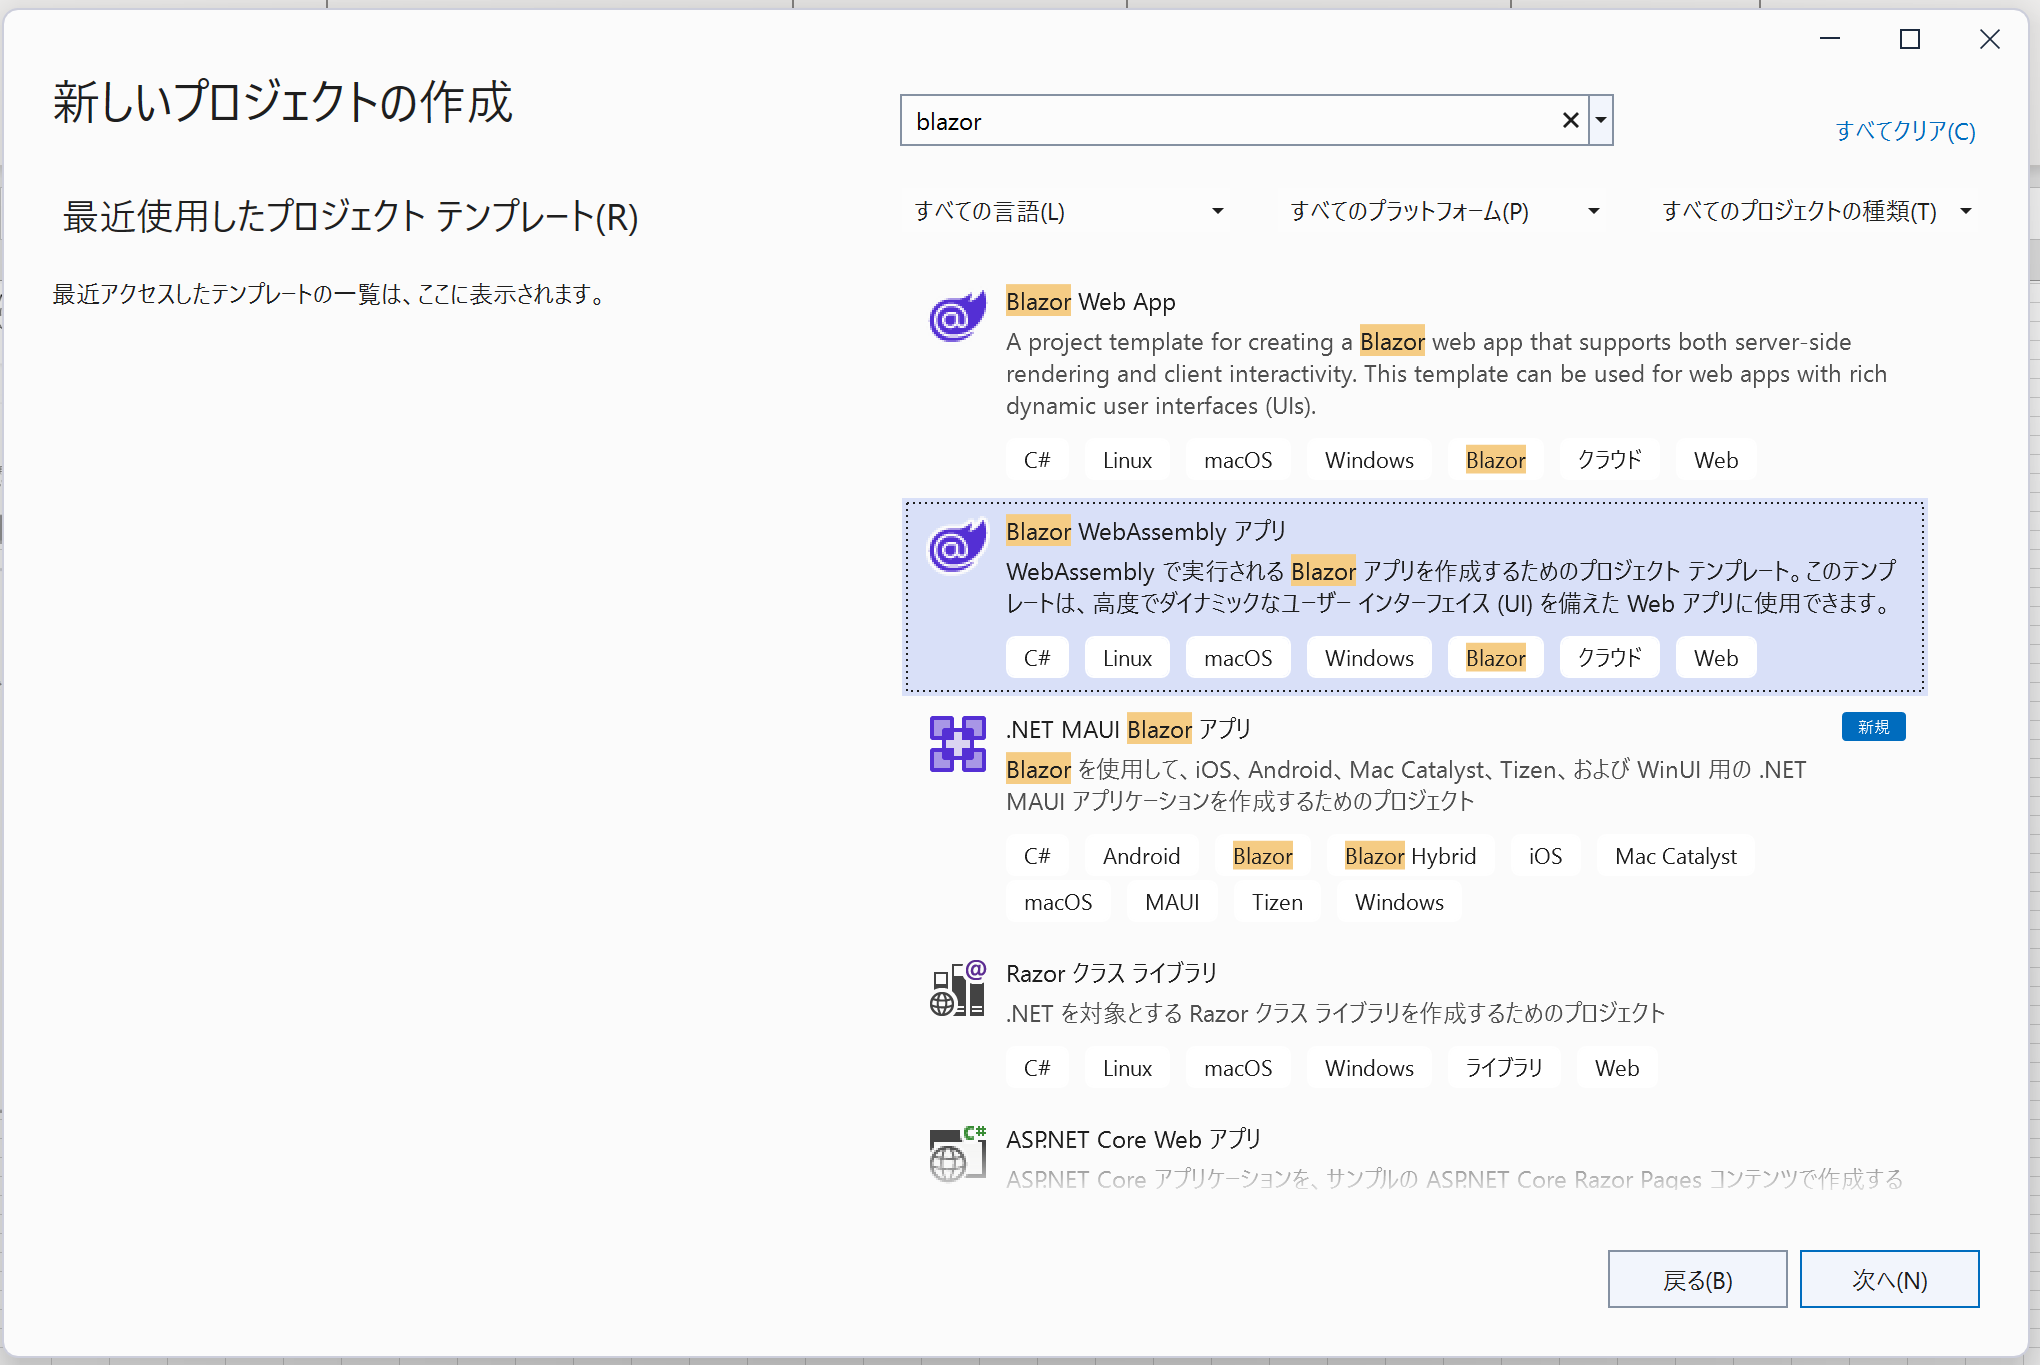 新しいプロジェクトの作成
blazor
すべてクリア(C)
最近使用したプロジェクト テンプレート(R)
すべての言語(L)
すべてのプラットフォーム(P)
すべてのプロジェクトの種類(T)
最近アクセスしたテンプレートの一覧は、ここに表示されます。
Blazor Web App
A project template for creating a Blazor web app that supports both server-side
rendering and client interactivity. This template can be used for web apps with rich
dynamic user interfaces (UIs).
C# Linux macOS Windows Blazor クラウド Web
Blazor WebAssembly アプリ
WebAssembly で実行される Blazor アプリを作成するためのプロジェクト テンプレート。このテンプ
レートは、高度でダイナミックなユーザー インターフェイス (UI) を備えた Web アプリに使用できます。
C# Linux macOS Windows Blazor クラウド Web
.NET MAUI Blazor アプリ
新規
Blazor を使用して、iOS、Android、Mac Catalyst、Tizen、および WinUI 用の .NET
MAUI アプリケーションを作成するためのプロジェクト
C# Android Blazor Blazor Hybrid iOS Mac Catalyst
macOS MAUI Tizen Windows
Razor クラス ライブラリ
.NET を対象とする Razor クラス ライブラリを作成するためのプロジェクト
C# Linux macOS Windows ライブラリ Web
ASP.NET Core Web アプリ
ASP.NET Core アプリケーションを、サンプルの ASP.NET Core Razor Pages コンテンツで作成する
戻る(B)
次へ(N)